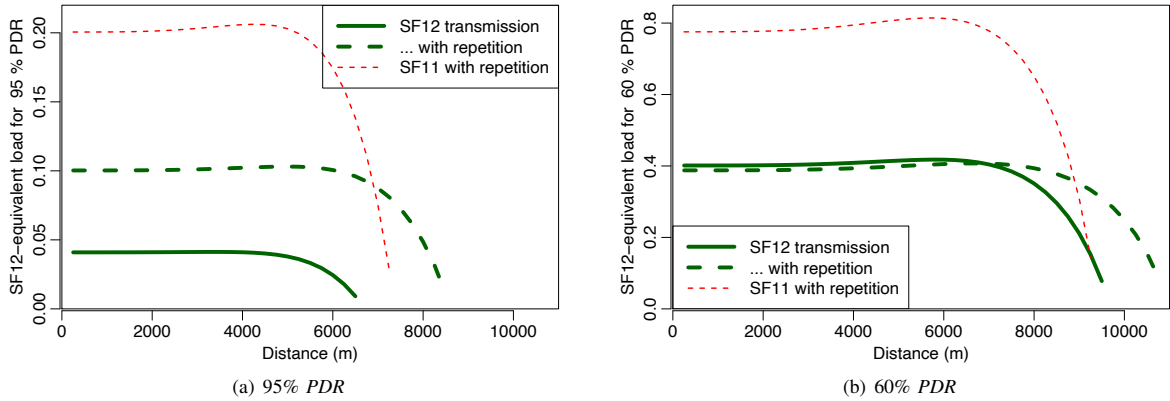 SF12-equivalent load for 95 % PDR
0.20
0.15
0.10
0.05
0.00
SF12 transmission
... with repetition
SF11 with repetition
0 2000 4000 6000 8000 10000
Distance (m)
(a) 95% PDR
SF12-equivalent load for 60 % PDR
0.8
0.6
0.4
0.2
0.0
SF12 transmission
... with repetition
SF11 with repetition
0 2000 4000 6000 8000 10000
Distance (m)
(b) 60% PDR